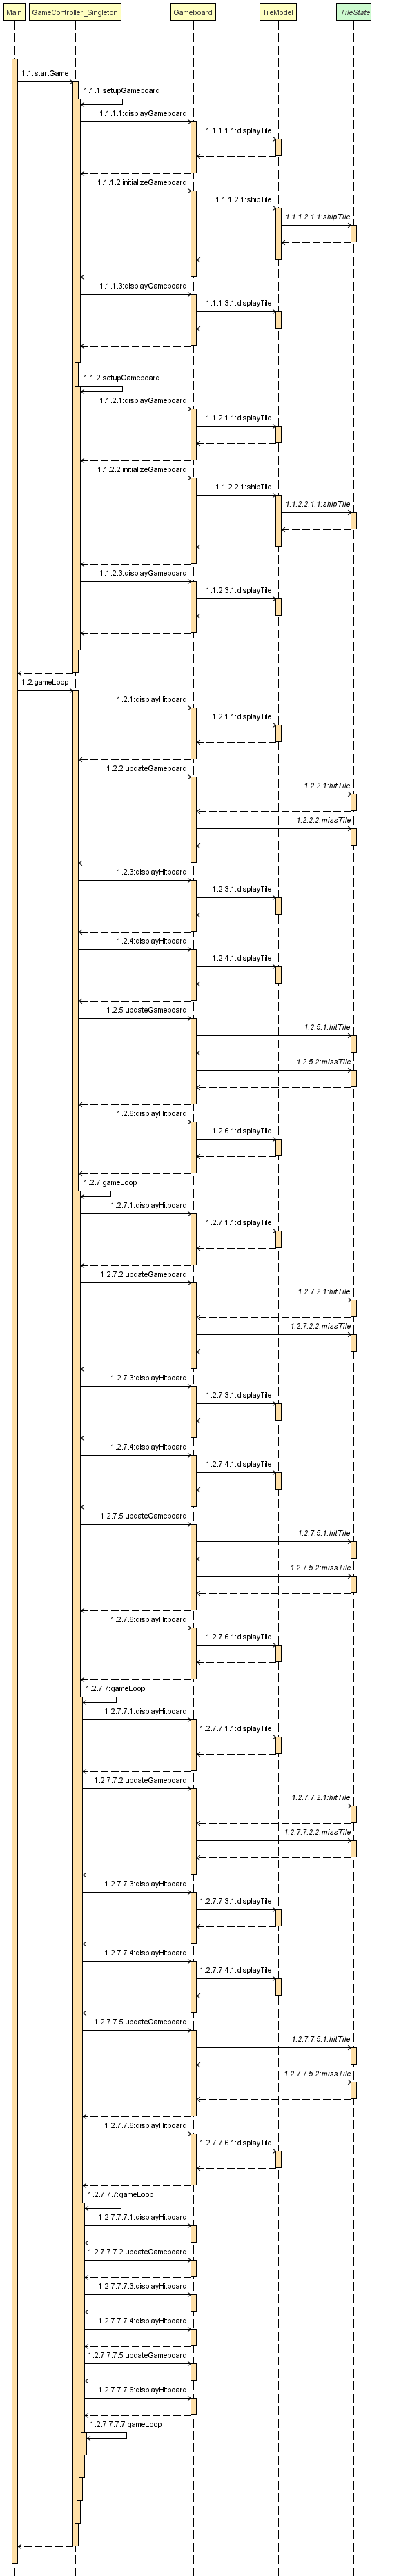 Main
GameController_Singleton
Gameboard
TileModel
TileState
1.1:startGame
1.1.1:setupGameboard
1.1.1.1:displayGameboard
1.1.1.1.1:displayTile
1.1.1.2:initializeGameboard
1.1.1.2.1:shipTile
1.1.1.2.1.1:shipTile
1.1.1.3:displayGameboard
1.1.1.3.1:displayTile
1.1.2:setupGameboard
1.1.2.1:displayGameboard
1.1.2.1.1:displayTile
1.1.2.2:initializeGameboard
1.1.2.2.1:shipTile
1.1.2.2.1.1:shipTile
1.1.2.3:displayGameboard
1.1.2.3.1:displayTile
1.2:gameLoop
1.2.1:displayHitboard
1.2.1.1:displayTile
1.2.2:updateGameboard
1.2.2.1:hitTile
1.2.2.2:missTile
1.2.3:displayHitboard
1.2.3.1:displayTile
1.2.4:displayHitboard
1.2.4.1:displayTile
1.2.5:updateGameboard
1.2.5.1:hitTile
1.2.5.2:missTile
1.2.6:displayHitboard
1.2.6.1:displayTile
1.2.7:gameLoop
1.2.7.1:displayHitboard
1.2.7.1.1:displayTile
1.2.7.2:updateGameboard
1.2.7.2.1:hitTile
1.2.7.2.2:missTile
1.2.7.3:displayHitboard
1.2.7.3.1:displayTile
1.2.7.4:displayHitboard
1.2.7.4.1:displayTile
1.2.7.5:updateGameboard
1.2.7.5.1:hitTile
1.2.7.5.2:missTile
1.2.7.6:displayHitboard
1.2.7.6.1:displayTile
1.2.7.7:gameLoop
1.2.7.7.1:displayHitboard
1.2.7.7.1.1:displayTile
1.2.7.7.2:updateGameboard
1.2.7.7.2.1:hitTile
1.2.7.7.2.2:missTile
1.2.7.7.3:displayHitboard
1.2.7.7.3.1:displayTile
1.2.7.7.4:displayHitboard
1.2.7.7.4.1:displayTile
1.2.7.7.5:updateGameboard
1.2.7.7.5.1:hitTile
1.2.7.7.5.2:missTile
1.2.7.7.6:displayHitboard
1.2.7.7.6.1:displayTile
1.2.7.7.7:gameLoop
1.2.7.7.7.1:displayHitboard
1.2.7.7.7.2:updateGameboard
1.2.7.7.7.3:displayHitboard
1.2.7.7.7.4:displayHitboard
1.2.7.7.7.5:updateGameboard
1.2.7.7.7.6:displayHitboard
1.2.7.7.7.7:gameLoop